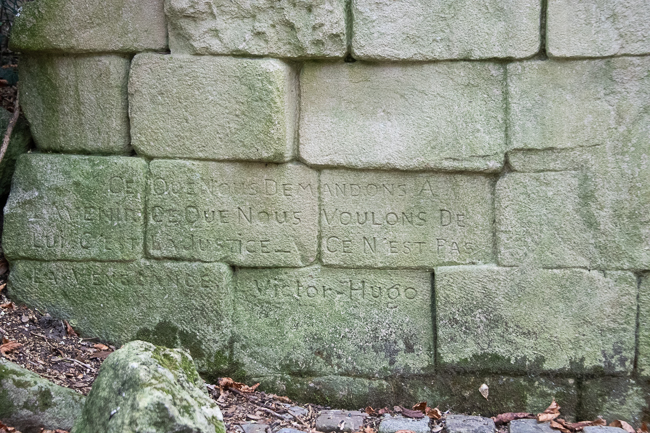 Ce Que Nous Demandons A
L'Avenir Ce Que Nous Voulons De
Lui C'est La Justice_ Ce N'est Pas
La Vengeance Victor-Hugo